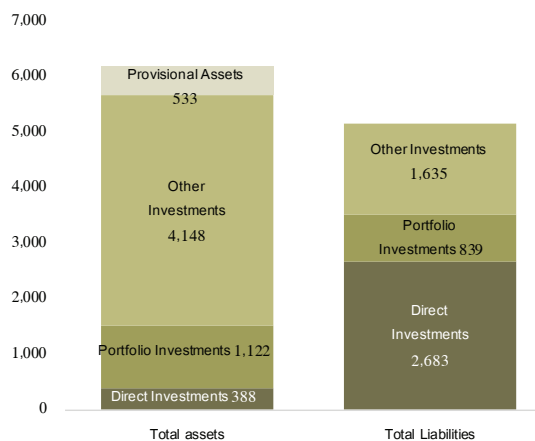 7,000
6,000
5,000
4,000
3,000
2,000
1,000
0
Provisional Assets
533
Other
Investments
4,148
Portfolio Investments 1,122
Direct Investments 388
Other Investments
1,635
Portfolio
Investments 839
Direct
Investments
2,683
Total assets
Total Liabilities